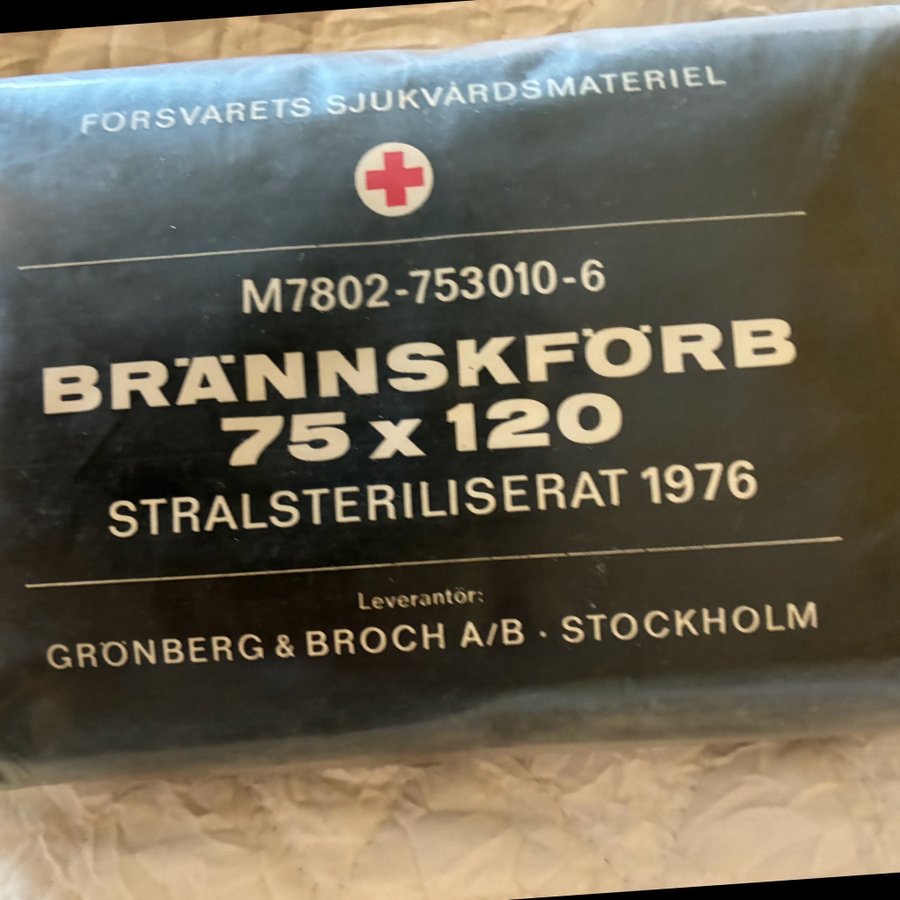 FÖRSVARETS SJUKVÅRDSMATERIEL
M7802-753010-6
BRÄNNSKFÖRB
75 x 120
STRALSTERILISERAT 1976
Leverantör:
GRÖNBERG & BROCH A/B · STOCKHOLM